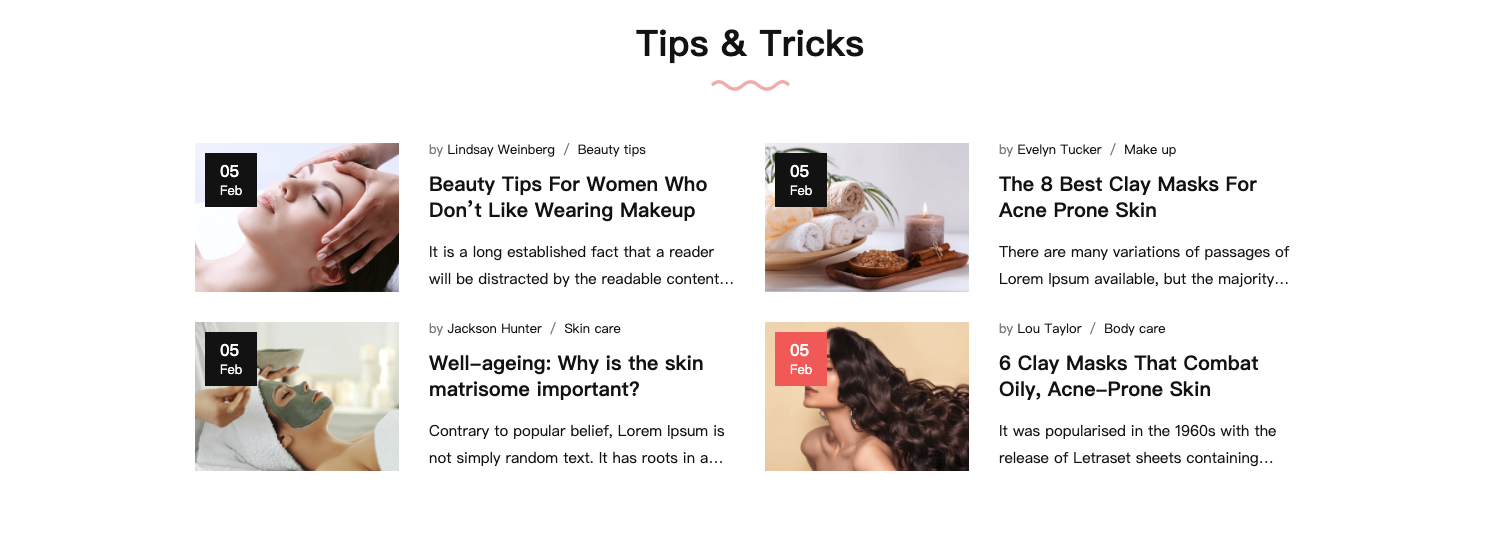 Tips & Tricks
05
Feb
by Lindsay Weinberg / Beauty tips
Beauty Tips For Women Who
Don’t Like Wearing Makeup
It is a long established fact that a reader
will be distracted by the readable content...
05
Feb
by Evelyn Tucker / Make up
The 8 Best Clay Masks For
Acne Prone Skin
There are many variations of passages of
Lorem Ipsum available, but the majority...
05
Feb
by Jackson Hunter / Skin care
Well–ageing: Why is the skin
matrisome important?
Contrary to popular belief, Lorem Ipsum is
not simply random text. It has roots in a...
05
Feb
by Lou Taylor / Body care
6 Clay Masks That Combat
Oily, Acne–Prone Skin
It was popularised in the 1960s with the
release of Letraset sheets containing...